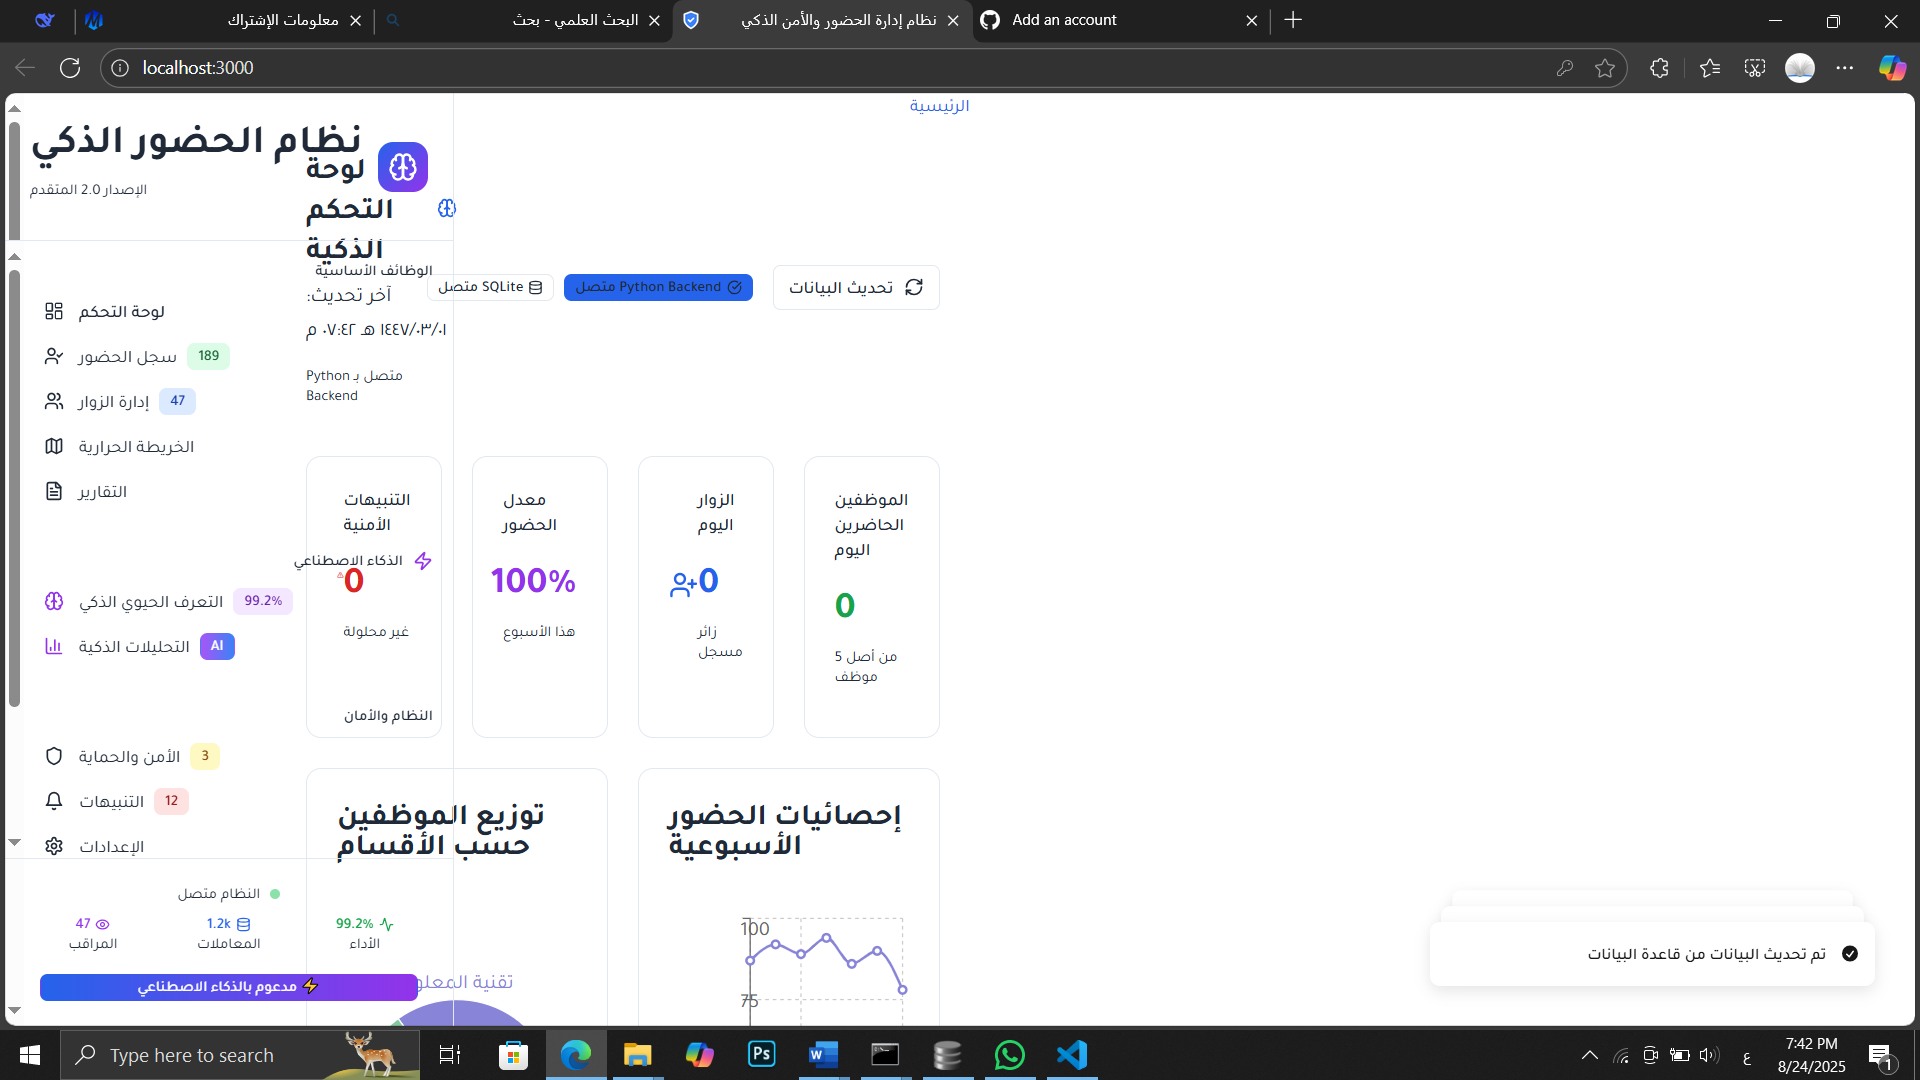 معلومات الإشتراك
البحث العلمي - بحث
نظام إدارة الحضور والأمن الذكي
Add an account
localhost:3000
الرئيسية
نظام الحضور الذكي
الإصدار 2.0 المتقدم
لوحة
التحكم
الذكية
الوظائف الأساسية
آخر تحديث:
١٤٤٧/٠٣/٠١ هـ ٠٧:٤٢ م
متصل بـ Python
Backend
SQLite متصل
Python Backend متصل
تحديث البيانات
لوحة التحكم
سجل الحضور 189
إدارة الزوار 47
الخريطة الحرارية
التقارير
الذكاء الاصطناعي
التعرف الحيوي الذكي 99.2%
التحليلات الذكية AI
النظام والأمان
الأمن والحماية 3
التنبيهات 12
الإعدادات
النظام متصل
99.2%
الأداء
1.2k
المعاملات
47
المراقب
مدعوم بالذكاء الاصطناعي
الموظفين
الحاضرين
اليوم
0
من أصل 5
موظف
الزوار
اليوم
0
زائر
مسجل
معدل
الحضور
100%
هذا الأسبوع
التنبيهات
الأمنية
0
غير محلولة
إحصائيات الحضور
الأسبوعية
100
75
توزيع الموظفين
حسب الأقسام
تقنية المعلو
تم تحديث البيانات من قاعدة البيانات
Type here to search
Ps
ع
7:42 PM
8/24/2025
1